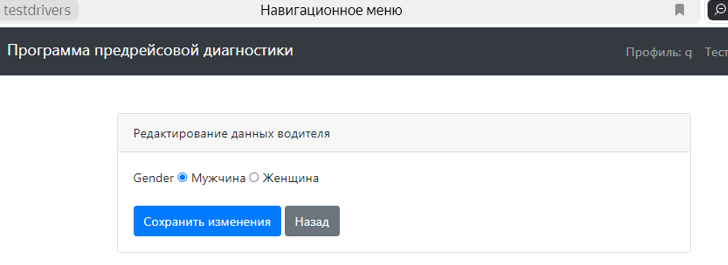 testdrivers Навигационное меню
Программа предрейсовой диагностики Профиль: q Тест
Редактирование данных водителя
Gender Мужчина Женщина
Сохранить изменения Назад